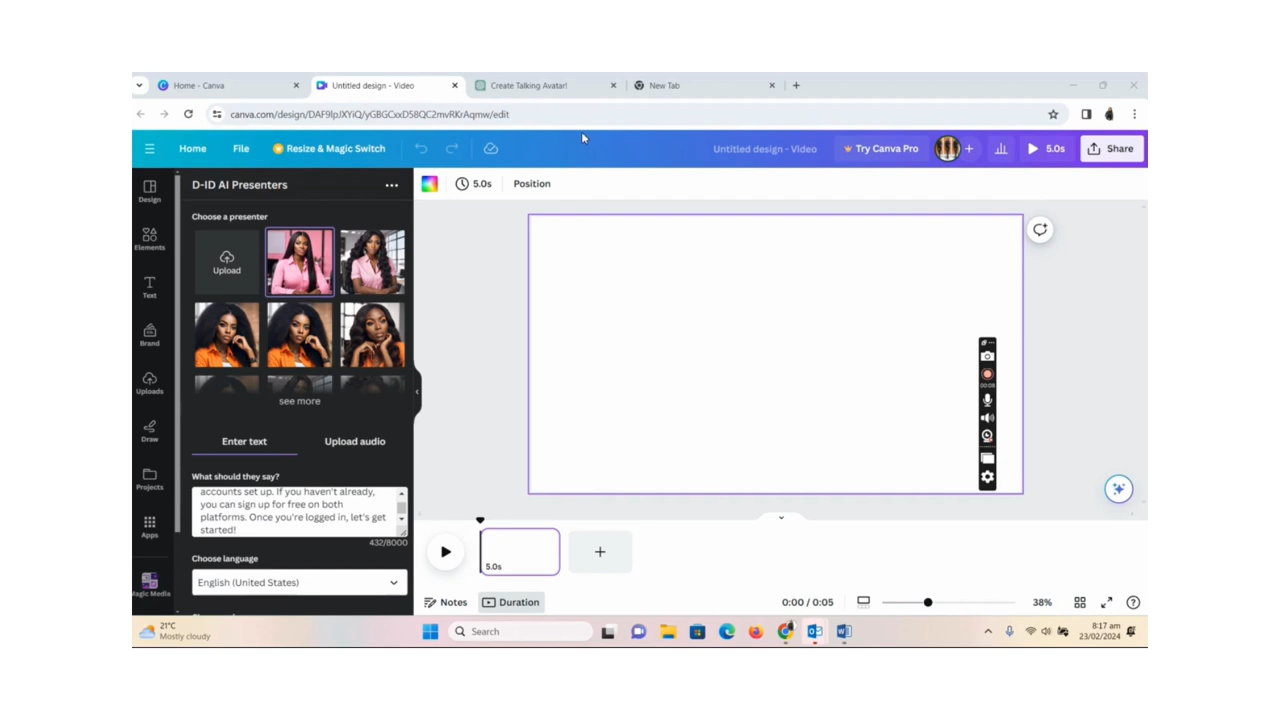 Home - Canva
Untitled design - Video
Create Talking Avatar!
New Tab
canva.com/design/DAF9lpJXYiQ/yGBGCxxD58QC2mvRKrAqmw/edit
Home
File
Resize & Magic Switch
Untitled design - Video
Try Canva Pro
5.0s
Share
Design
Elements
Text
Brand
Uploads
Draw
Projects
Apps
Magic Media
D-ID AI Presenters
5.0s
Position
Choose a presenter
Upload
see more
Enter text
Upload audio
What should they say?
accounts set up. If you haven't already,
you can sign up for free on both
platforms. Once you're logged in, let's get
started!
432/8000
Choose language
English (United States)
00:08
5.0s
Notes
Duration
0:00 / 0:05
38%
21°C
Mostly cloudy
Search
8:17 am
23/02/2024